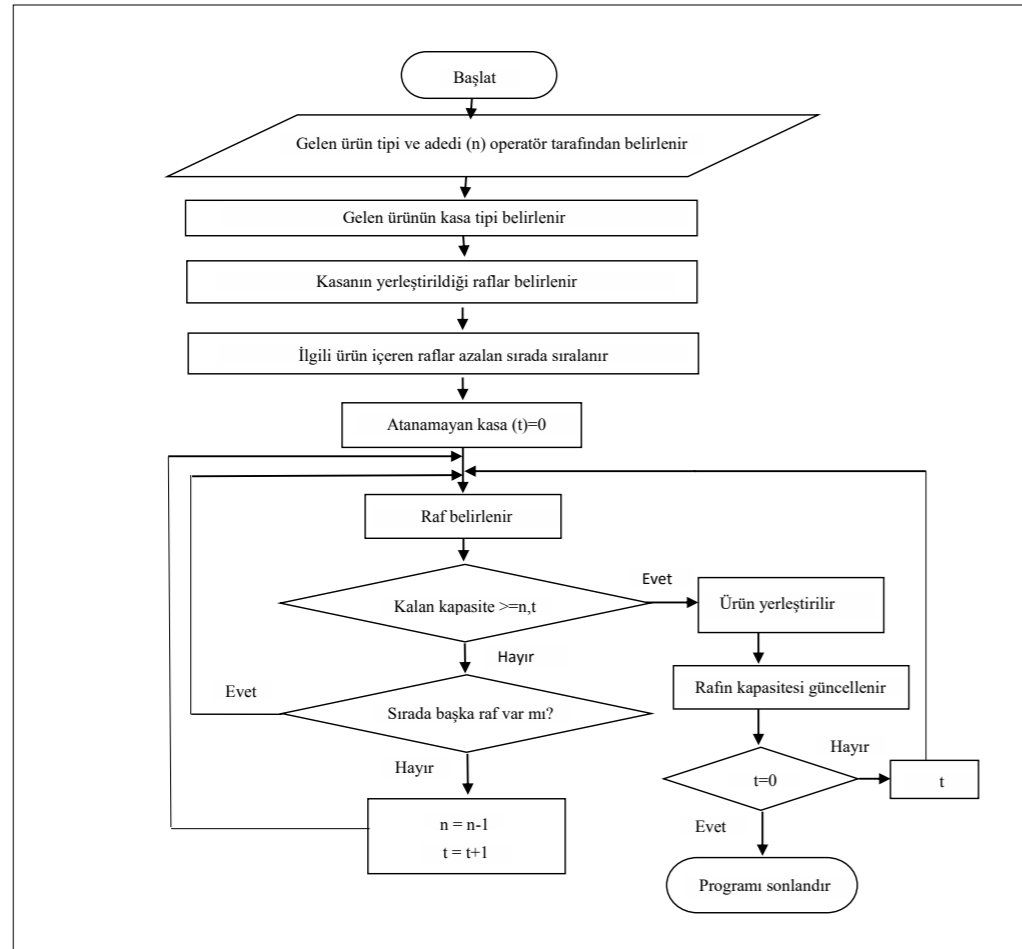 Başlat
Gelen ürün tipi ve adedi (n) operatör tarafından belirlenir
Gelen ürünün kasa tipi belirlenir
Kasanın yerleştirildiği raflar belirlenir
İlgili ürün içeren raflar azalan sırada sıralanır
Atanamayan kasa (t)=0
Raf belirlenir
Kalan kapasite >=n,t
Evet
Ürün yerleştirilir
Hayır
Rafın kapasitesi güncellenir
Evet
Sırada başka raf var mı?
Hayır
t=0
Hayır
t
n = n-1
t = t+1
Evet
Programı sonlandır